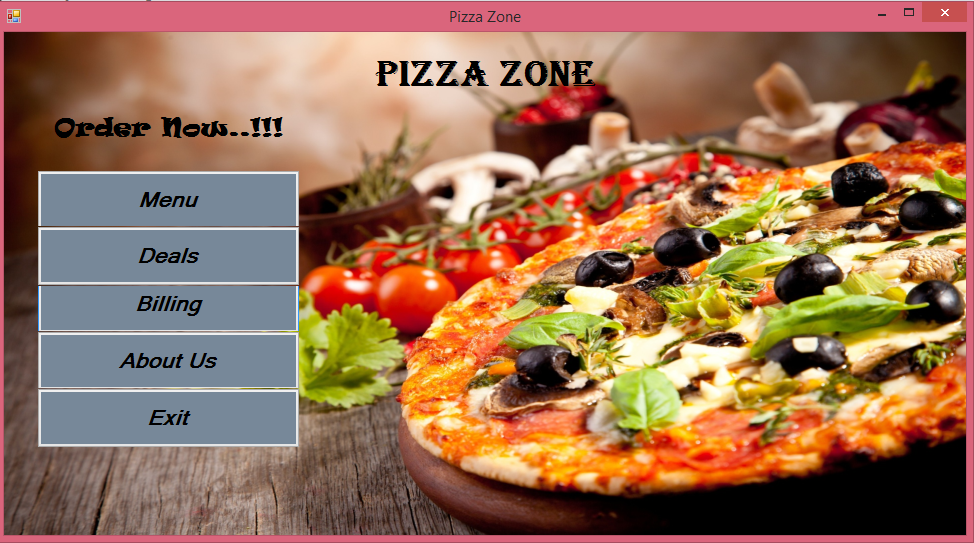 Pizza Zone
PIZZA ZONE
Order Now..!!!
Menu
Deals
Billing
About Us
Exit